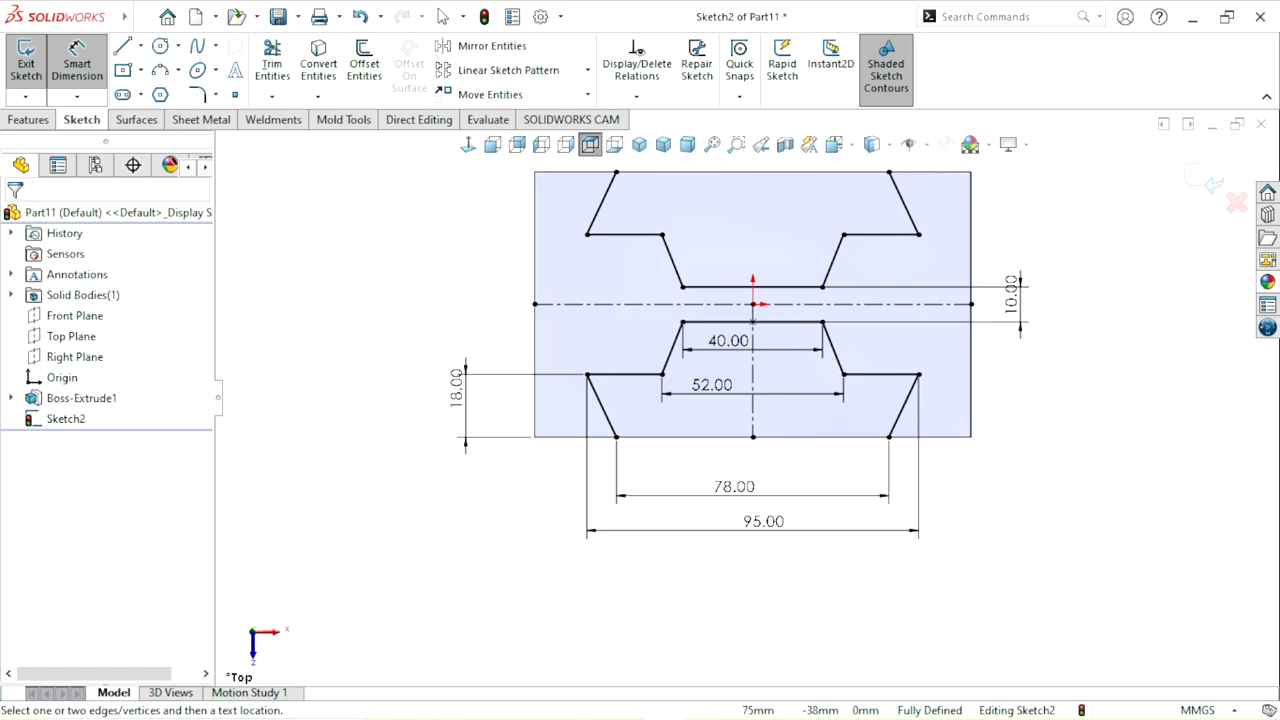 SOLIDWORKS
Sketch2 of Part11 *
Search Commands
Exit Sketch
Smart Dimension
Trim Entities
Convert Entities
Offset Entities
Offset On Surface
Mirror Entities
Linear Sketch Pattern
Move Entities
Display/Delete Relations
Repair Sketch
Quick Snaps
Rapid Sketch
Instant2D
Shaded Sketch Contours
Features
Sketch
Surfaces
Sheet Metal
Weldments
Mold Tools
Direct Editing
Evaluate
SOLIDWORKS CAM
Part11 (Default) <<Default>_Display S
History
Sensors
Annotations
Solid Bodies(1)
Front Plane
Top Plane
Right Plane
Origin
Boss-Extrude1
Sketch2
10.00
40.00
52.00
18.00
78.00
95.00
x
z
*Top
Model
3D Views
Motion Study 1
Select one or two edges/vertices and then a text location.
75mm
-38mm
0mm
Fully Defined
Editing Sketch2
MMGS